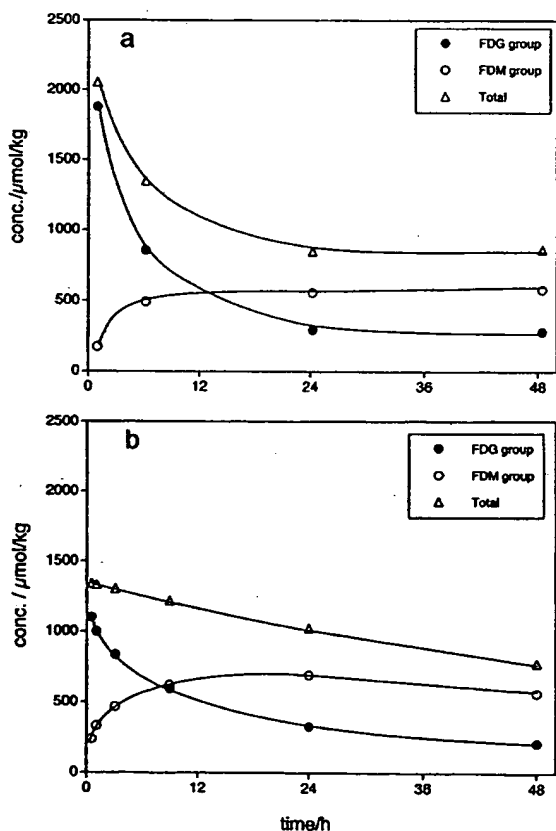 a
FDG group
FDM group
Total
2500
2000
1500
1000
500
0
conc./µmol/kg
0 12 24 36 48
b
FDG group
FDM group
Total
2500
2000
1500
1000
500
0
conc. / µmol/kg
0 12 24 36 48
time/h